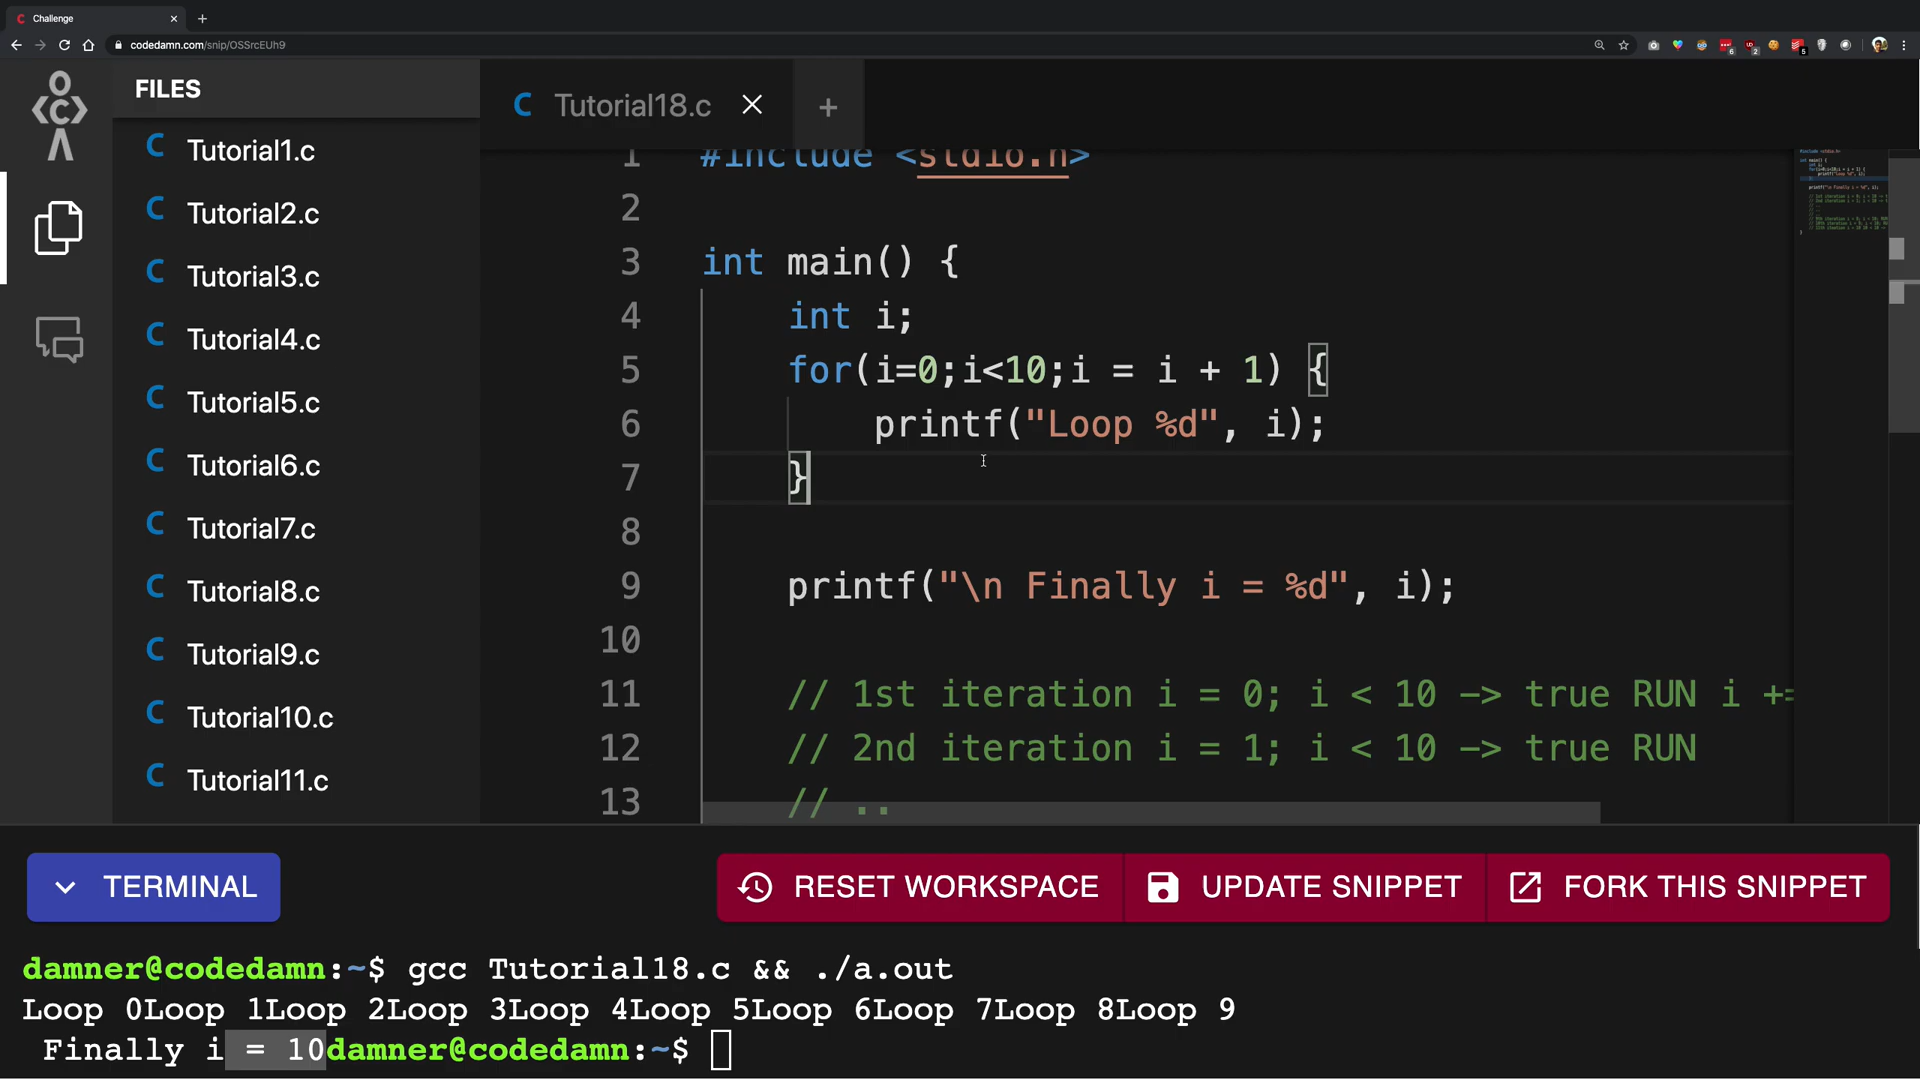 Challenge
codedamn.com/snip/OSSrcEUh9
FILES
Tutorial1.c
Tutorial2.c
Tutorial3.c
Tutorial4.c
Tutorial5.c
Tutorial6.c
Tutorial7.c
Tutorial8.c
Tutorial9.c
Tutorial10.c
Tutorial11.c
Tutorial18.c
1 #include <stdio.h>
2
3 int main() {
4 int i;
5 for(i=0;i<10;i = i + 1) {
6 printf("Loop %d", i);
7 }
8
9 printf("\n Finally i = %d", i);
10
11 // 1st iteration i = 0; i < 10 -> true RUN i +=
12 // 2nd iteration i = 1; i < 10 -> true RUN
13 // ..
TERMINAL
RESET WORKSPACE
UPDATE SNIPPET
FORK THIS SNIPPET
damner@codedamn:~$ gcc Tutorial18.c && ./a.out
Loop 0Loop 1Loop 2Loop 3Loop 4Loop 5Loop 6Loop 7Loop 8Loop 9
Finally i = 10damner@codedamn:~$